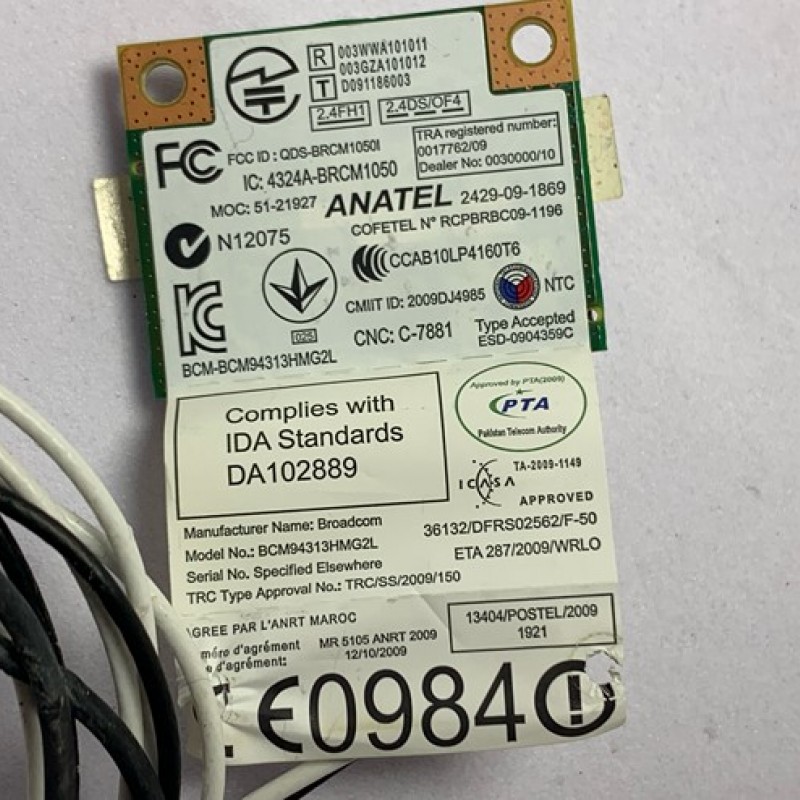 R 003WWA101011
003GZA101012
T D091186003
2.4FH1 2.4DS/OF4
FC FCC ID : QDS-BRCM1050I
IC: 4324A-BRCM1050
TRA registered number:
0017762/09
Dealer No: 0030000/10
MOC: 51-21927 ANATEL 2429-09-1869
COFETEL N° RCPBRBC09-1196
N12075
CCAB10LP4160T6
CMIIT ID: 2009DJ4985 NTC
025
CNC: C-7881
Type Accepted
ESD-0904359C
BCM-BCM94313HMG2L
Complies with
IDA Standards
DA102889
Approved by PTA(2009)
PTA
Pakistan Telecom Authority
ICASA TA-2009-1149
APPROVED
Manufacturer Name: Broadcom
Model No.: BCM94313HMG2L
Serial No. Specified Elsewhere
TRC Type Approval No.: TRC/SS/2009/150
36132/DFRS02562/F-50
ETA 287/2009/WRLO
AGREE PAR L'ANRT MAROC
méro d'agrément MR 5105 ANRT 2009
d'agrément: 12/10/2009
13404/POSTEL/2009
1921
CE0984